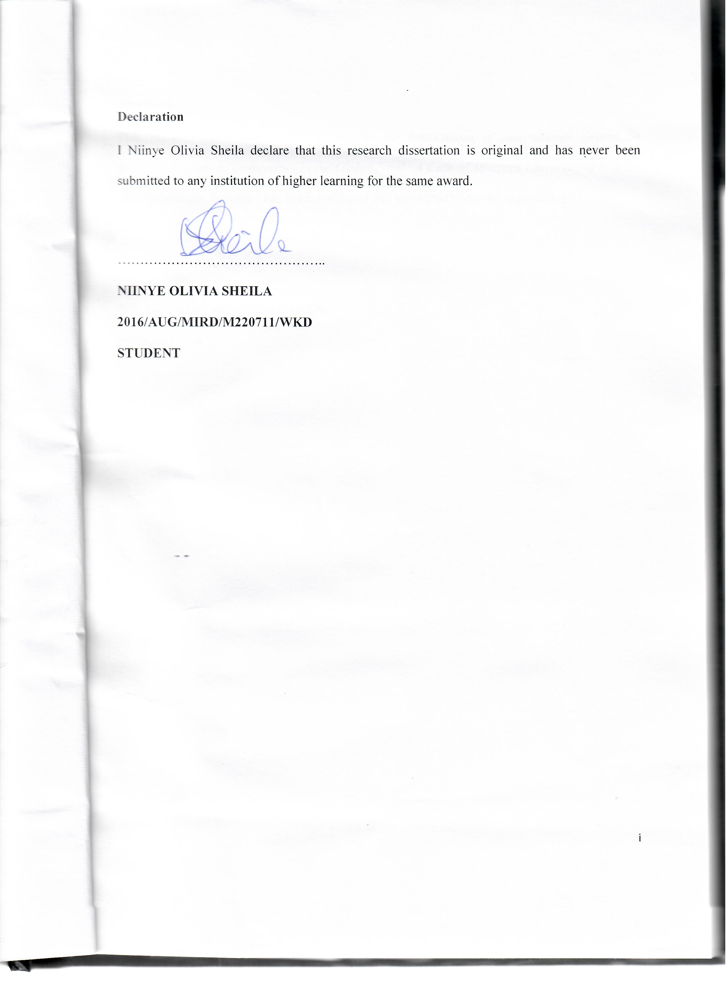 Declaration
I Niinye Olivia Sheila declare that this research dissertation is original and has never been
submitted to any institution of higher learning for the same award.
Sheila
............................................
NIINYE OLIVIA SHEILA
2016/AUG/MIRD/M220711/WKD
STUDENT
i